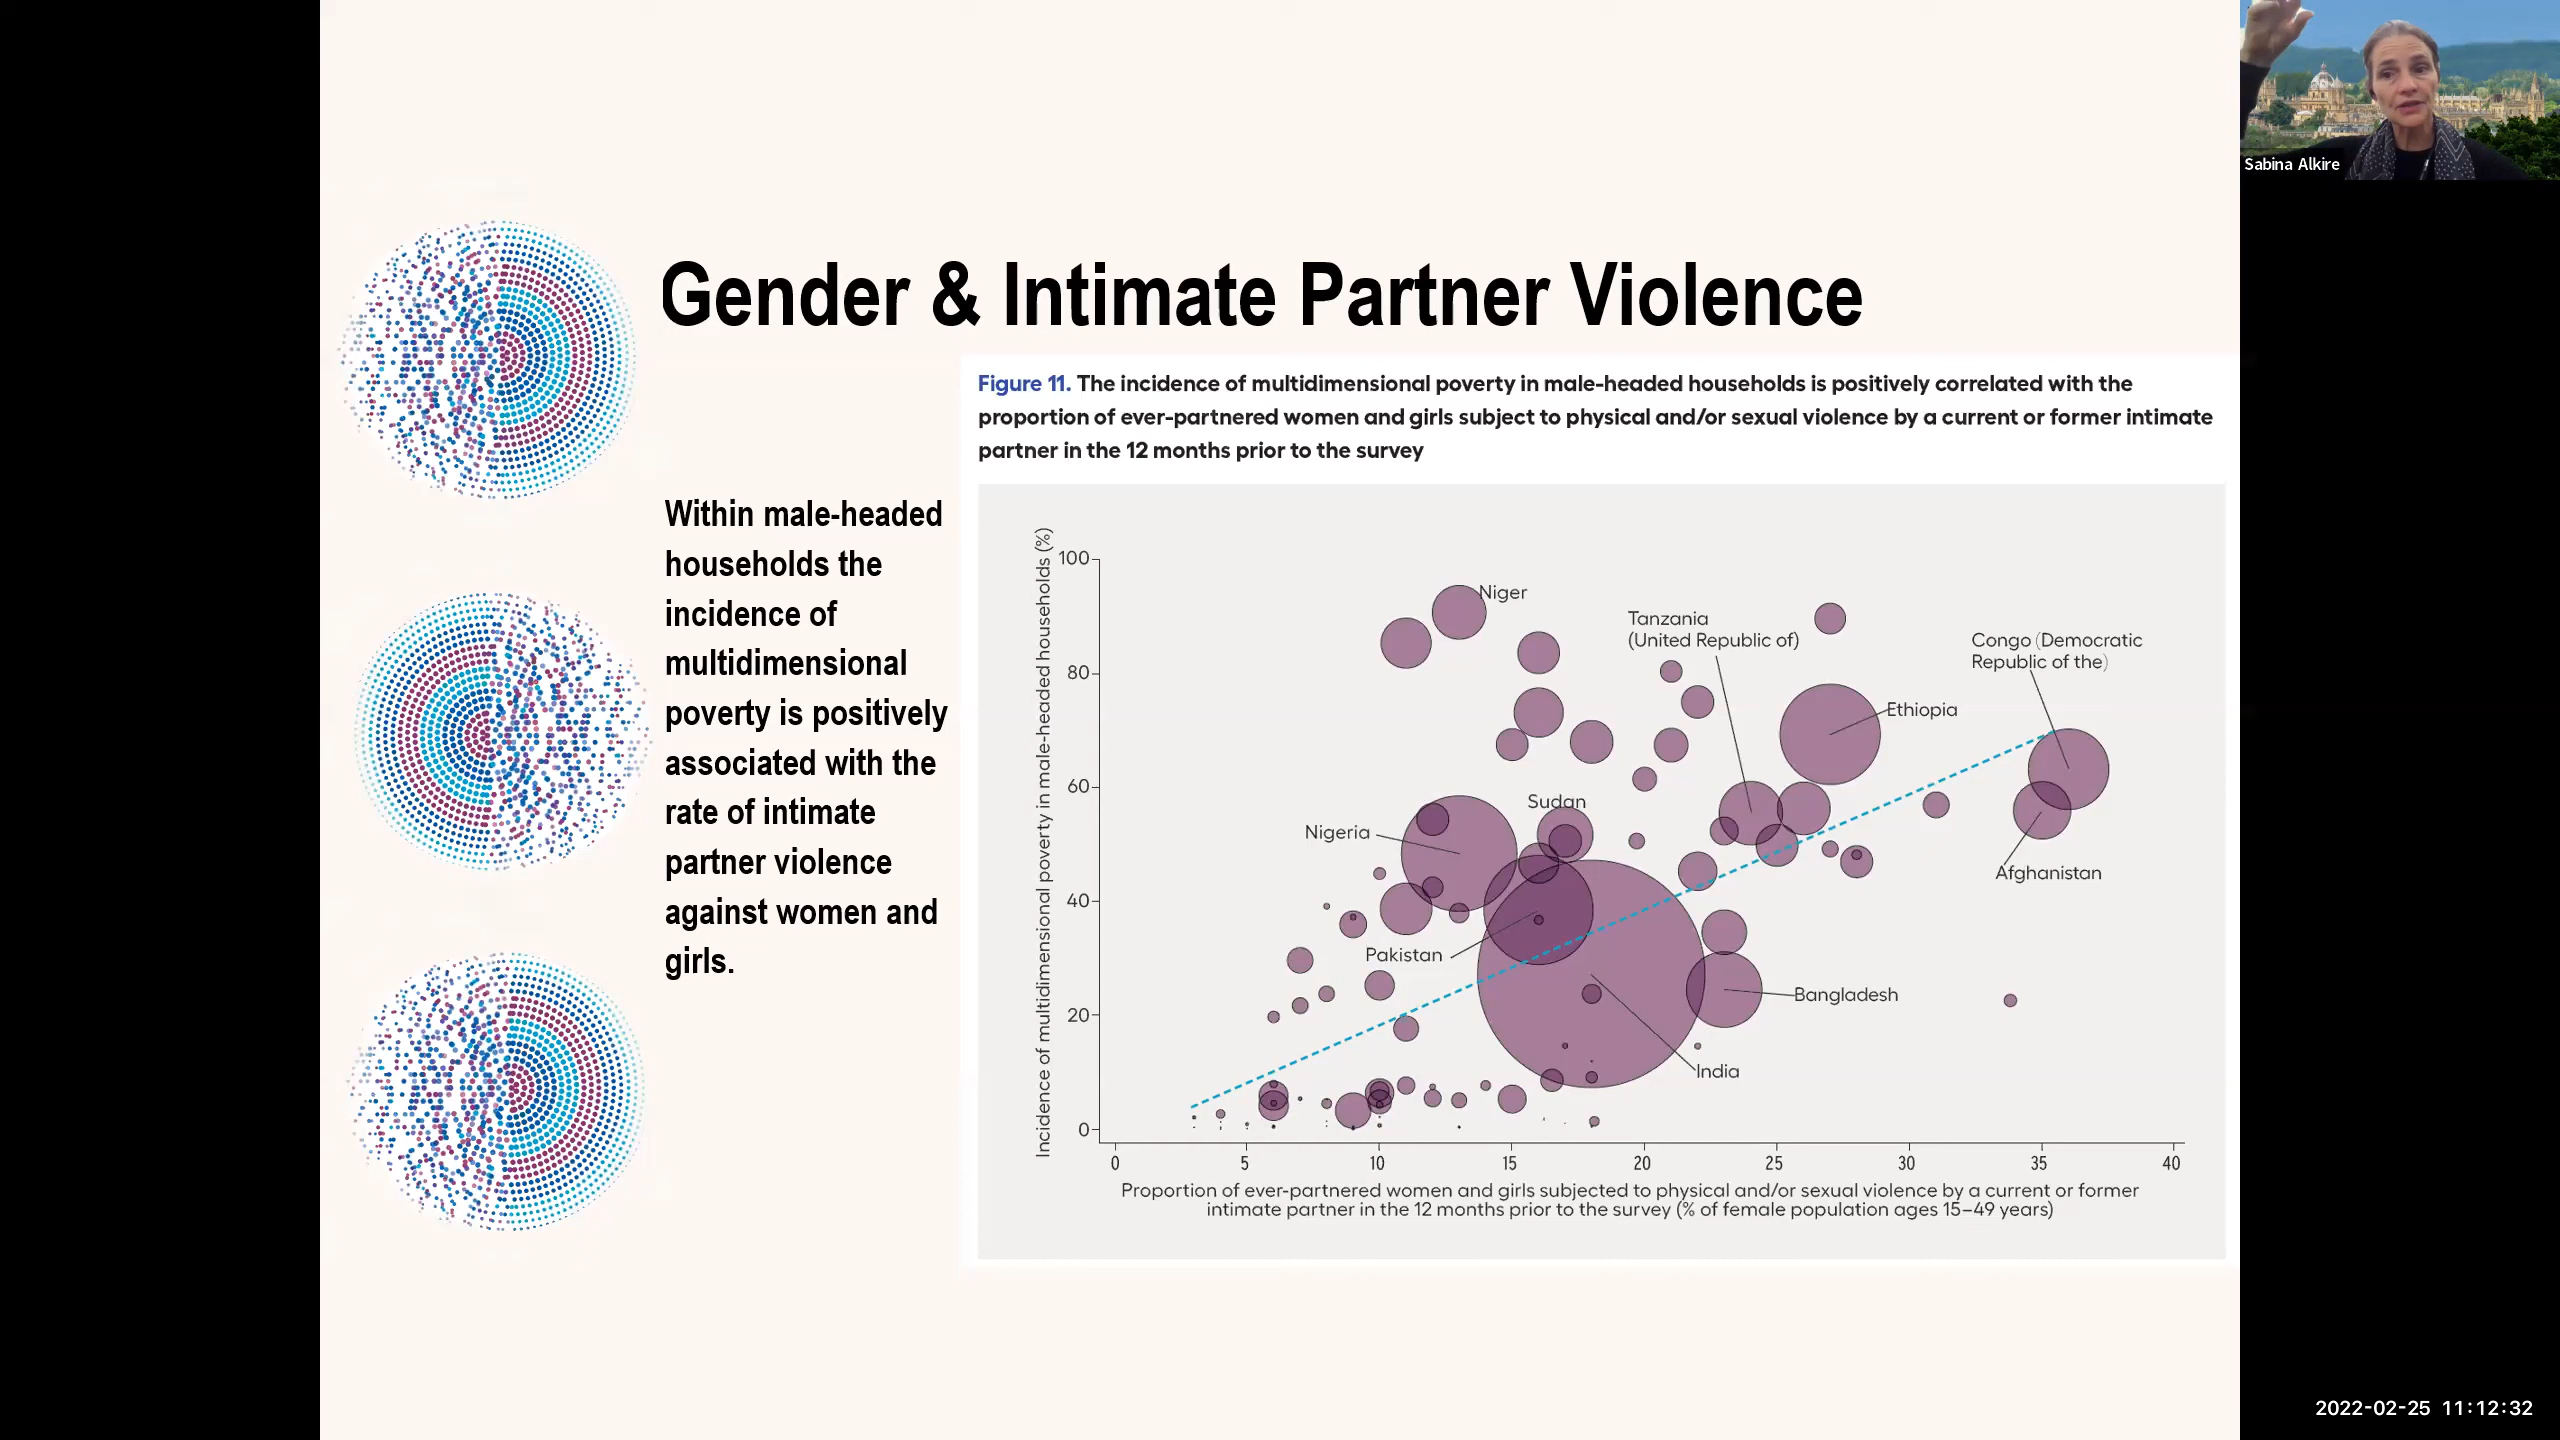 Sabina Alkire
Gender & Intimate Partner Violence
Within male-headed
households the
incidence of
multidimensional
poverty is positively
associated with the
rate of intimate
partner violence
against women and
girls.
Figure 11. The incidence of multidimensional poverty in male-headed households is positively correlated with the
proportion of ever-partnered women and girls subject to physical and/or sexual violence by a current or former intimate
partner in the 12 months prior to the survey
Incidence of multidimensional poverty in male-headed households (%)
100
80
60
40
20
0
Niger
Tanzania
(United Republic of)
Congo (Democratic
Republic of the)
Ethiopia
Sudan
Nigeria
Afghanistan
Pakistan
Bangladesh
India
0 5 10 15 20 25 30 35 40
Proportion of ever-partnered women and girls subjected to physical and/or sexual violence by a current or former
intimate partner in the 12 months prior to the survey (% of female population ages 15–49 years)
2022-02-25 11:12:32